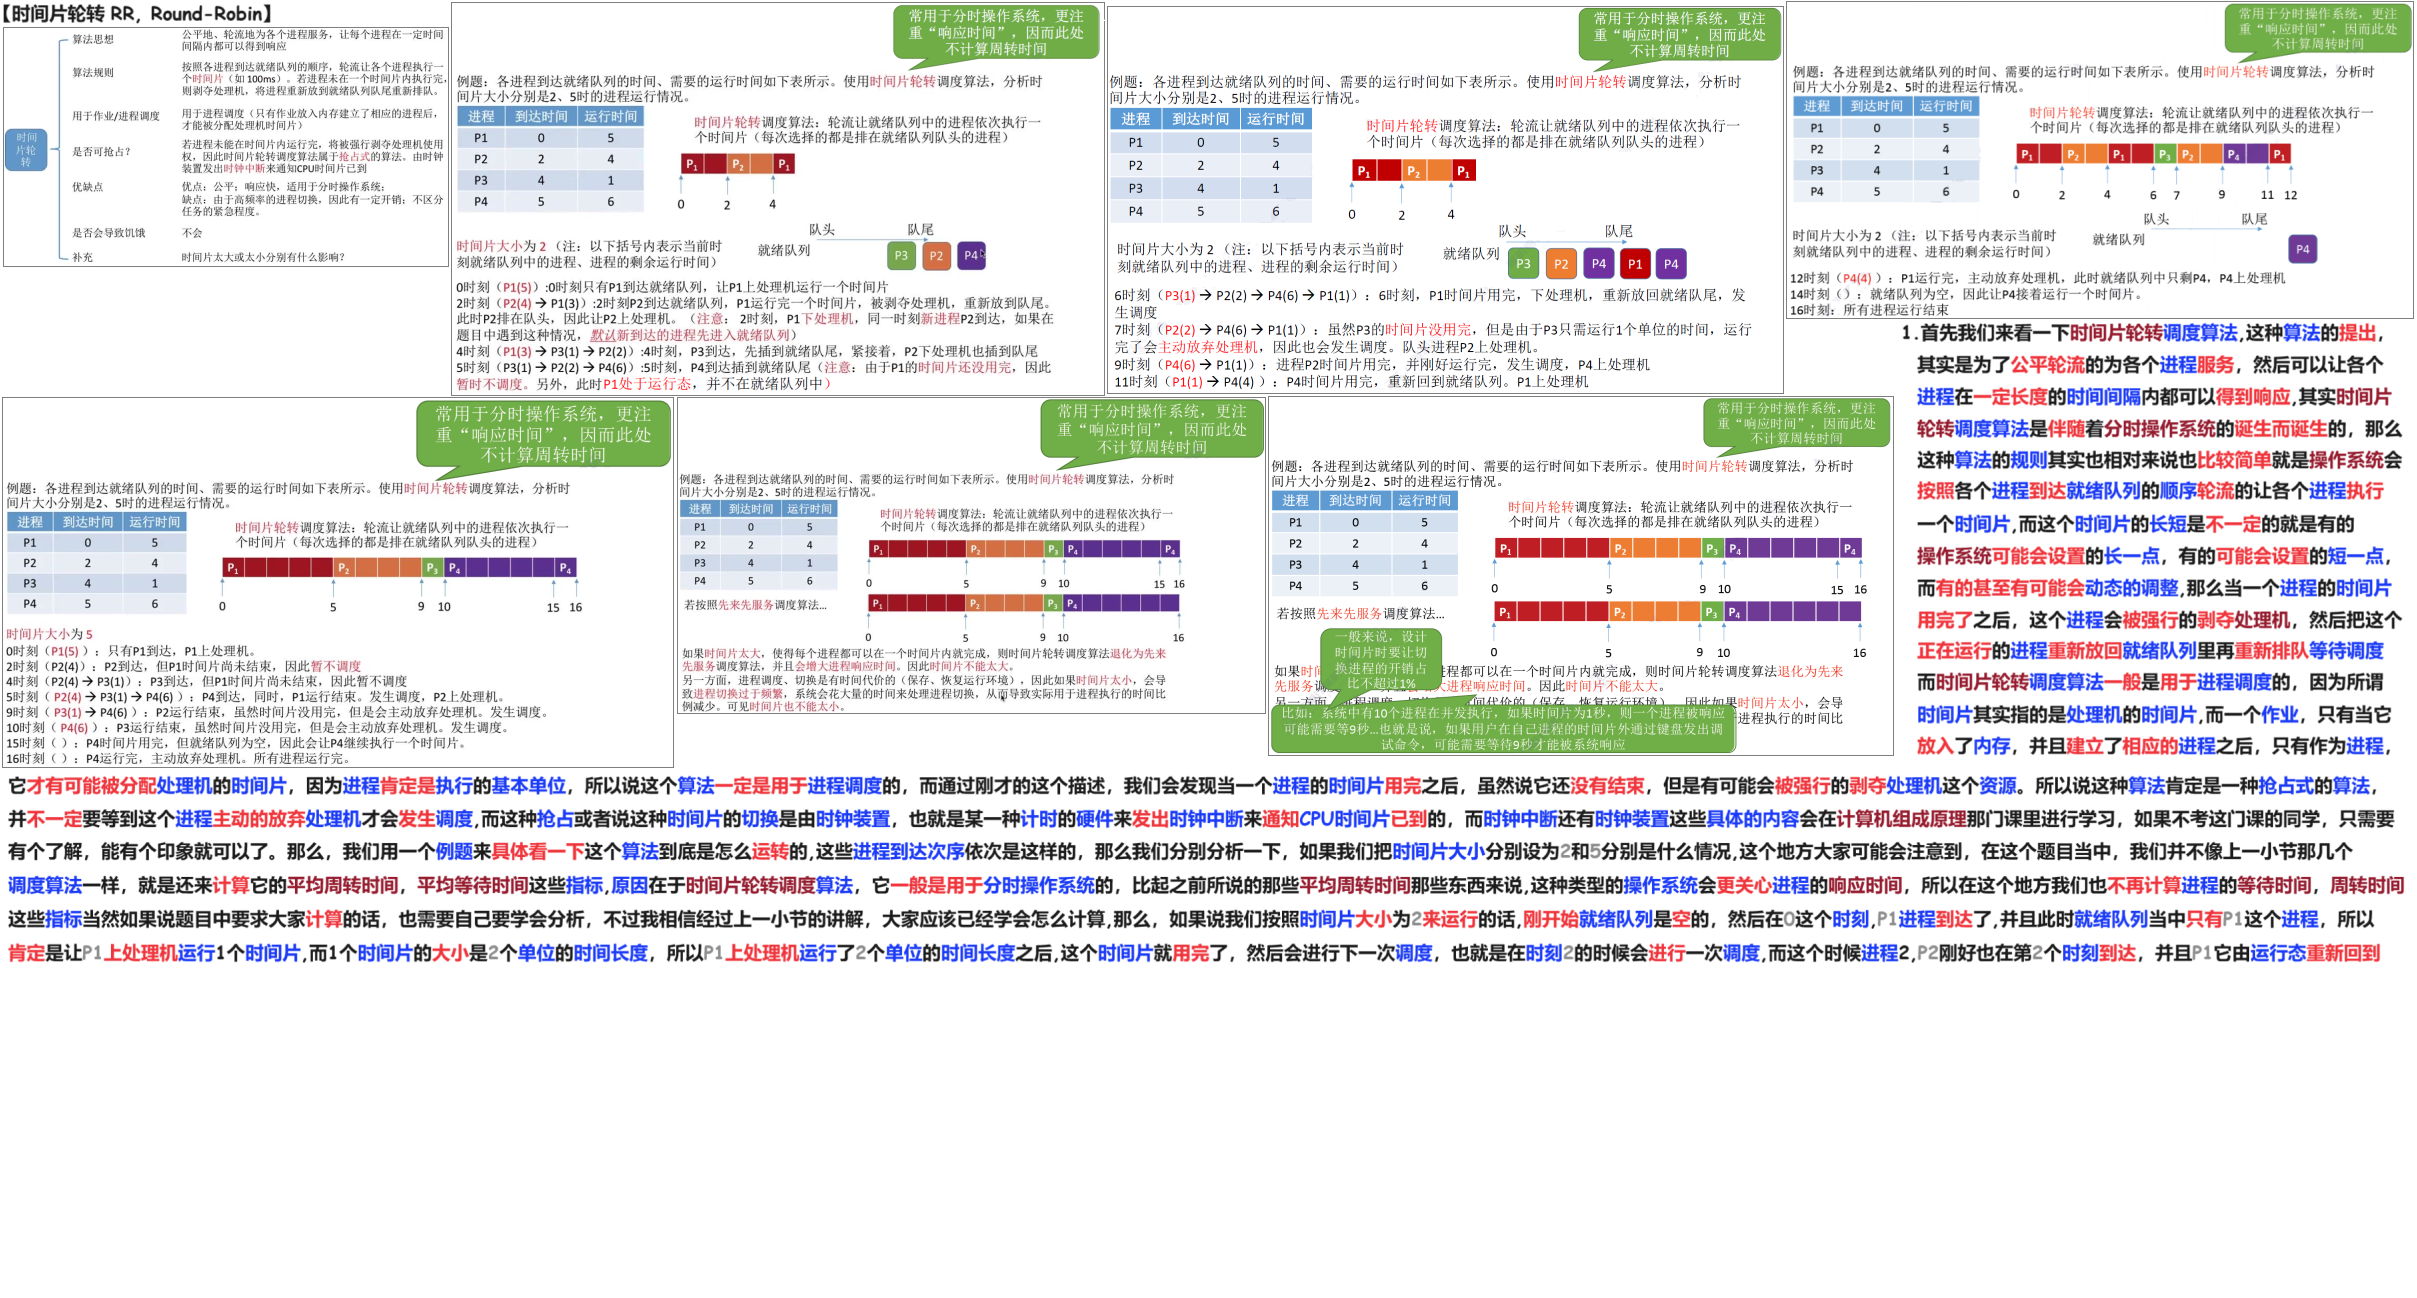 【时间片轮转 RR, Round-Robin】
时间片轮转
算法思想
公平地、轮流地为各个进程服务，让每个进程在一定时间间隔内都可以得到响应
算法规则
按照各进程到达就绪队列的顺序，轮流让各个进程执行一个时间片（如 100ms）。若进程未在一个时间片内执行完，则剥夺处理机，将进程重新放到就绪队列队尾重新排队。
用于作业/进程调度
用于进程调度（只有作业放入内存建立了相应的进程后，才能被分配处理机时间片）
是否可抢占？
若进程未能在时间片内运行完，将被强行剥夺处理机使用权，因此时间片轮转调度算法属于抢占式的算法。由时钟装置发出时钟中断来通知CPU时间片已到
优缺点
优点：公平；响应快，适用于分时操作系统；
缺点：由于高频率的进程切换，因此有一定开销；不区分任务的紧急程度。
是否会导致饥饿
不会
补充
时间片太大或太小分别有什么影响？
常用于分时操作系统，更注重“响应时间”，因而此处不计算周转时间
例题：各进程到达就绪队列的时间、需要的运行时间如下表所示。使用时间片轮转调度算法，分析时
间片大小分别是2、5时的进程运行情况。
进程 到达时间 运行时间
P1 0 5
P2 2 4
P3 4 1
P4 5 6
时间片轮转调度算法：轮流让就绪队列中的进程依次执行一
个时间片（每次选择的都是排在就绪队列队头的进程）
P1 P2 P1
0 2 4
队头 队尾
就绪队列 P3 P2 P4
时间片大小为 2 （注：以下括号内表示当前时
刻就绪队列中的进程、进程的剩余运行时间）
0时刻（P1(5)）:0时刻只有P1到达就绪队列，让P1上处理机运行一个时间片
2时刻（P2(4) → P1(3)）:2时刻P2到达就绪队列，P1运行完一个时间片，被剥夺处理机，重新放到队尾。
此时P2排在队头，因此让P2上处理机。（注意： 2时刻，P1下处理机，同一时刻新进程P2到达，如果在
题目中遇到这种情况，默认新到达的进程先进入就绪队列）
4时刻（P1(3) → P3(1) → P2(2)）:4时刻，P3到达，先插到就绪队尾，紧接着，P2下处理机也插到队尾
5时刻（P3(1) → P2(2) → P4(6)）:5时刻，P4到达插到就绪队尾（注意：由于P1的时间片还没用完，因此
暂时不调度。另外，此时P1处于运行态，并不在就绪队列中）
常用于分时操作系统，更注重“响应时间”，因而此处不计算周转时间
例题：各进程到达就绪队列的时间、需要的运行时间如下表所示。使用时间片轮转调度算法，分析时
间片大小分别是2、5时的进程运行情况。
进程 到达时间 运行时间
P1 0 5
P2 2 4
P3 4 1
P4 5 6
时间片轮转调度算法：轮流让就绪队列中的进程依次执行一
个时间片（每次选择的都是排在就绪队列队头的进程）
P1 P2 P1
0 2 4
队头 队尾
就绪队列 P3 P2 P4 P1 P4
时间片大小为 2 （注：以下括号内表示当前时
刻就绪队列中的进程、进程的剩余运行时间）
6时刻（P3(1) → P2(2) → P4(6) → P1(1)）：6时刻，P1时间片用完，下处理机，重新放回就绪队尾，发
生调度
7时刻（P2(2) → P4(6) → P1(1)）：虽然P3的时间片没用完，但是由于P3只需运行1个单位的时间，运行
完了会主动放弃处理机，因此也会发生调度。队头进程P2上处理机。
9时刻（P4(6) → P1(1)）：进程P2时间片用完，并刚好运行完，发生调度，P4上处理机
11时刻（P1(1) → P4(4) ）：P4时间片用完，重新回到就绪队列。P1上处理机
常用于分时操作系统，更注重“响应时间”，因而此处不计算周转时间
例题：各进程到达就绪队列的时间、需要的运行时间如下表所示。使用时间片轮转调度算法，分析时
间片大小分别是2、5时的进程运行情况。
进程 到达时间 运行时间
P1 0 5
P2 2 4
P3 4 1
P4 5 6
时间片轮转调度算法：轮流让就绪队列中的进程依次执行一
个时间片（每次选择的都是排在就绪队列队头的进程）
P1 P2 P1 P3 P2 P4 P1
0 2 4 6 7 9 11 12
队头 队尾
就绪队列 P4
时间片大小为 2 （注：以下括号内表示当前时
刻就绪队列中的进程、进程的剩余运行时间）
12时刻（P4(4) ）：P1运行完，主动放弃处理机，此时就绪队列中只剩P4，P4上处理机
14时刻（）：就绪队列为空，因此让P4接着运行一个时间片。
16时刻：所有进程运行结束
常用于分时操作系统，更注重“响应时间”，因而此处不计算周转时间
例题：各进程到达就绪队列的时间、需要的运行时间如下表所示。使用时间片轮转调度算法，分析时
间片大小分别是2、5时的进程运行情况。
进程 到达时间 运行时间
P1 0 5
P2 2 4
P3 4 1
P4 5 6
时间片轮转调度算法：轮流让就绪队列中的进程依次执行一
个时间片（每次选择的都是排在就绪队列队头的进程）
P1 P2 P3 P4 P4
0 5 9 10 15 16
时间片大小为 5
0时刻（P1(5) ）：只有P1到达，P1上处理机。
2时刻（P2(4)）：P2到达，但P1时间片尚未结束，因此暂不调度
4时刻（P2(4) → P3(1)）：P3到达，但P1时间片尚未结束，因此暂不调度
5时刻（ P2(4) → P3(1) → P4(6)）：P4到达，同时，P1运行结束。发生调度，P2上处理机。
9时刻（ P3(1) → P4(6)）：P2运行结束，虽然时间片没用完，但是会主动放弃处理机。发生调度。
10时刻（ P4(6) ）：P3运行结束，虽然时间片没用完，但是会主动放弃处理机。发生调度。
15时刻（ ）：P4时间片用完，但就绪队列为空，因此会让P4继续执行一个时间片。
16时刻（ ）：P4运行完，主动放弃处理机。所有进程运行完。
常用于分时操作系统，更注重“响应时间”，因而此处不计算周转时间
例题：各进程到达就绪队列的时间、需要的运行时间如下表所示。使用时间片轮转调度算法，分析时
间片大小分别是2、5时的进程运行情况。
进程 到达时间 运行时间
P1 0 5
P2 2 4
P3 4 1
P4 5 6
时间片轮转调度算法：轮流让就绪队列中的进程依次执行一
个时间片（每次选择的都是排在就绪队列队头的进程）
P1 P2 P3 P4 P4
0 5 9 10 15 16
若按照先来先服务调度算法…
P1 P2 P3 P4
0 5 9 10 16
如果时间片太大，使得每个进程都可以在一个时间片内就完成，则时间片轮转调度算法退化为先来
先服务调度算法，并且会增大进程响应时间。因此时间片不能太大。
另一方面，进程调度、切换是有时间代价的（保存、恢复运行环境），因此如果时间片太小，会导
致进程切换过于频繁，系统会花大量的时间来处理进程切换，从而导致实际用于进程执行的时间比
例减少。可见时间片也不能太小。
常用于分时操作系统，更注重“响应时间”，因而此处不计算周转时间
例题：各进程到达就绪队列的时间、需要的运行时间如下表所示。使用时间片轮转调度算法，分析时
间片大小分别是2、5时的进程运行情况。
进程 到达时间 运行时间
P1 0 5
P2 2 4
P3 4 1
P4 5 6
时间片轮转调度算法：轮流让就绪队列中的进程依次执行一
个时间片（每次选择的都是排在就绪队列队头的进程）
P1 P2 P3 P4 P4
0 5 9 10 15 16
若按照先来先服务调度算法…
P1 P2 P3 P4
0 5 9 10 16
一般来说，设计时间片时要让切换进程的开销占比不超过1%
如果时 进程都可以在一个时间片内就完成，则时间片轮转调度算法退化为先来
先服务调 大进程响应时间。因此时间片不能太大。
间代价的（保存、恢复运行环境），因此如果时间片太小，会导
进程执行的时间比
比如：系统中有10个进程在并发执行，如果时间片为1秒，则一个进程被响应
可能需要等9秒…也就是说，如果用户在自己进程的时间片外通过键盘发出调
试命令，可能需要等待9秒才能被系统响应
1.首先我们来看一下时间片轮转调度算法,这种算法的提出，
其实是为了公平轮流的为各个进程服务，然后可以让各个
进程在一定长度的时间间隔内都可以得到响应,其实时间片
轮转调度算法是伴随着分时操作系统的诞生而诞生的，那么
这种算法的规则其实也相对来说也比较简单就是操作系统会
按照各个进程到达就绪队列的顺序轮流的让各个进程执行
一个时间片,而这个时间片的长短是不一定的就是有的
操作系统可能会设置的长一点，有的可能会设置的短一点，
而有的甚至有可能会动态的调整,那么当一个进程的时间片
用完了之后，这个进程会被强行的剥夺处理机，然后把这个
正在运行的进程重新放回就绪队列里再重新排队等待调度
而时间片轮转调度算法一般是用于进程调度的，因为所谓
时间片其实指的是处理机的时间片,而一个作业，只有当它
放入了内存，并且建立了相应的进程之后，只有作为进程，
它才有可能被分配处理机的时间片，因为进程肯定是执行的基本单位，所以说这个算法一定是用于进程调度的，而通过刚才的这个描述，我们会发现当一个进程的时间片用完之后，虽然说它还没有结束，但是有可能会被强行的剥夺处理机这个资源。所以说这种算法肯定是一种抢占式的算法，
并不一定要等到这个进程主动的放弃处理机才会发生调度,而这种抢占或者说这种时间片的切换是由时钟装置，也就是某一种计时的硬件来发出时钟中断来通知CPU时间片已到的，而时钟中断还有时钟装置这些具体的内容会在计算机组成原理那门课里进行学习，如果不考这门课的同学，只需要
有个了解，能有个印象就可以了。那么，我们用一个例题来具体看一下这个算法到底是怎么运转的,这些进程到达次序依次是这样的，那么我们分别分析一下，如果我们把时间片大小分别设为2和5分别是什么情况,这个地方大家可能会注意到，在这个题目当中，我们并不像上一小节那几个
调度算法一样，就是还来计算它的平均周转时间，平均等待时间这些指标,原因在于时间片轮转调度算法，它一般是用于分时操作系统的，比起之前所说的那些平均周转时间那些东西来说,这种类型的操作系统会更关心进程的响应时间，所以在这个地方我们也不再计算进程的等待时间，周转时间
这些指标当然如果说题目中要求大家计算的话，也需要自己要学会分析，不过我相信经过上一小节的讲解，大家应该已经学会怎么计算,那么，如果说我们按照时间片大小为2来运行的话,刚开始就绪队列是空的，然后在0这个时刻,P1进程到达了,并且此时就绪队列当中只有P1这个进程，所以
肯定是让P1上处理机运行1个时间片,而1个时间片的大小是2个单位的时间长度，所以P1上处理机运行了2个单位的时间长度之后,这个时间片就用完了，然后会进行下一次调度，也就是在时刻2的时候会进行一次调度,而这个时候进程2,P2刚好也在第2个时刻到达，并且P1它由运行态重新回到